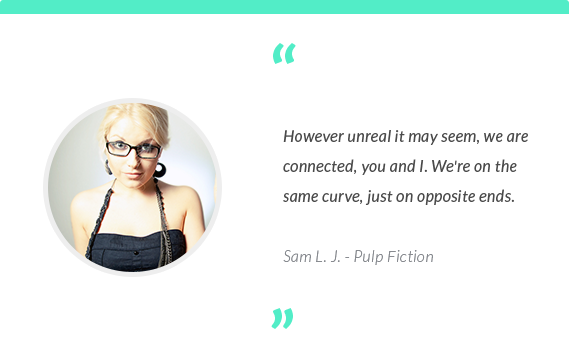 “
However unreal it may seem, we are
connected, you and I. We're on the
same curve, just on opposite ends.
Sam L. J. - Pulp Fiction
”